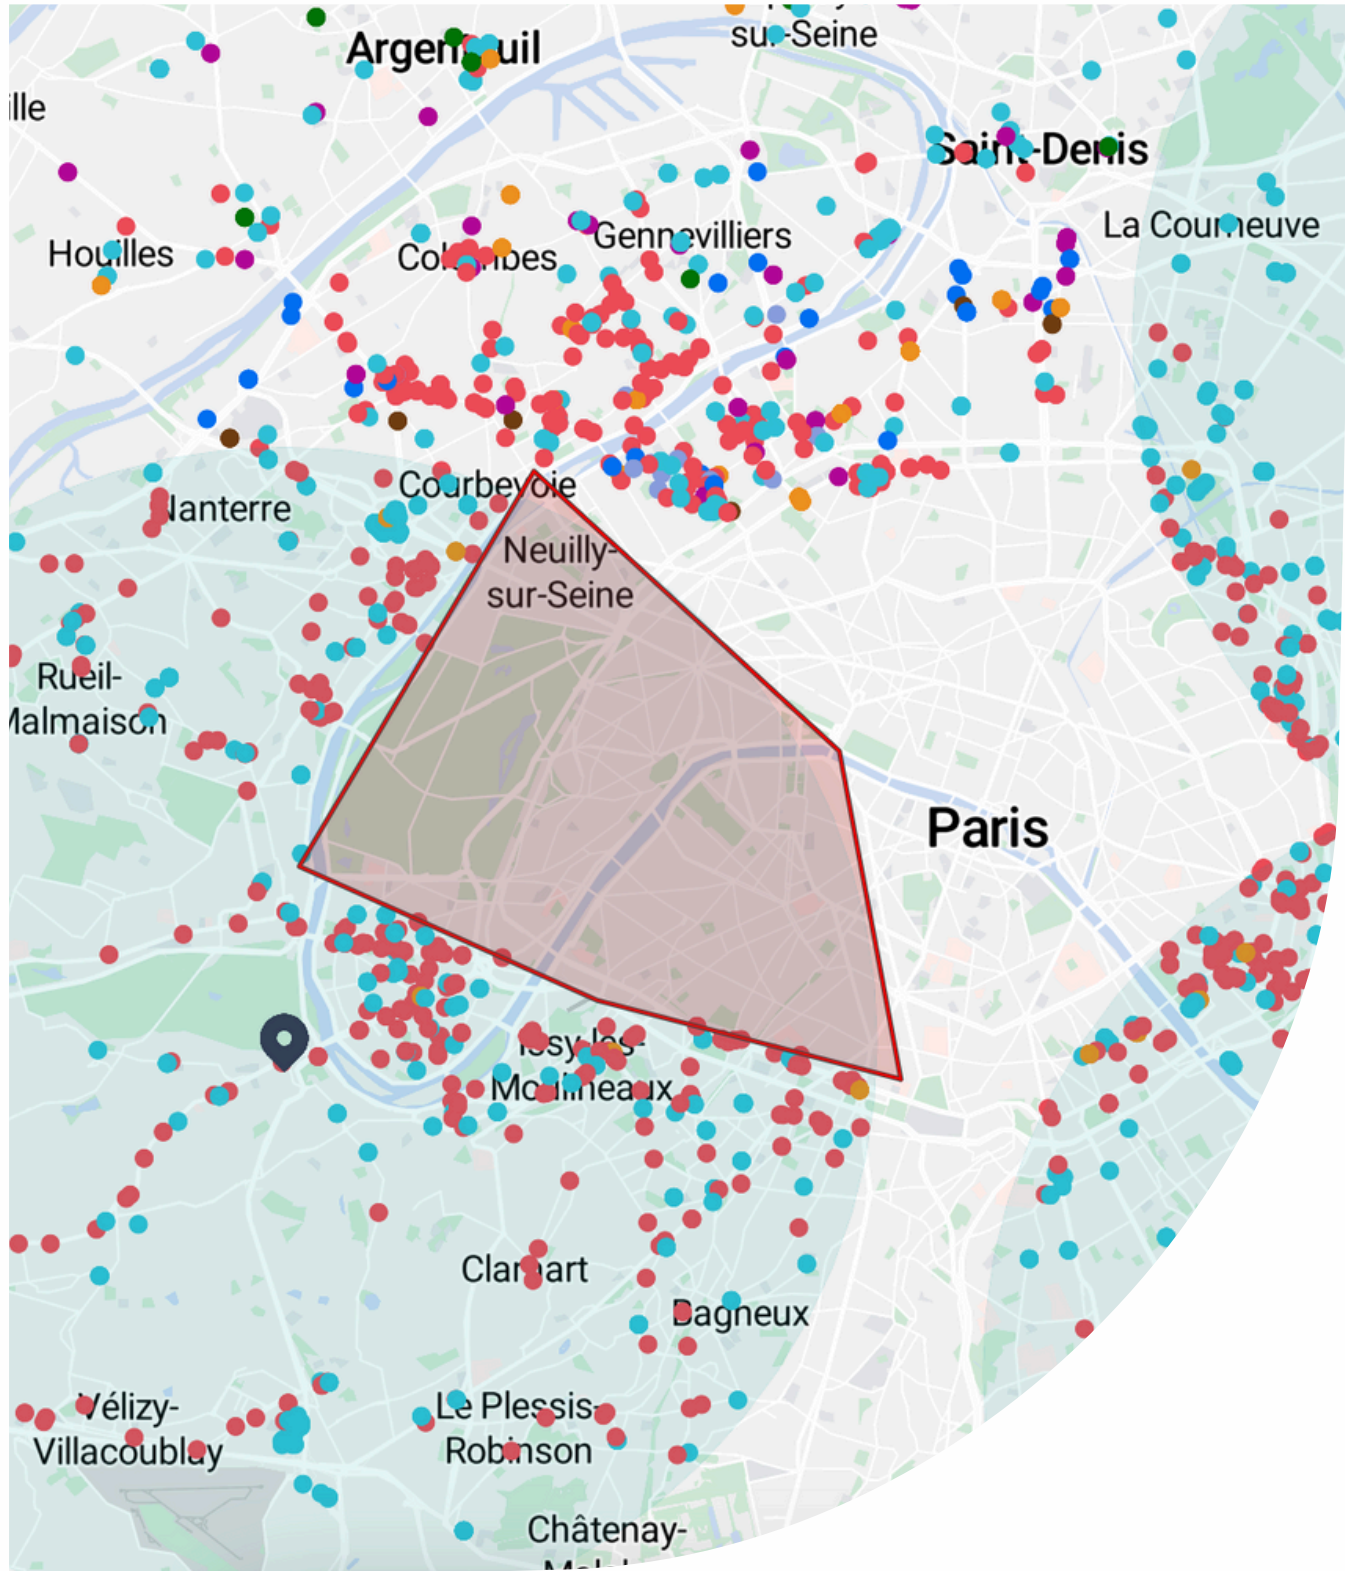 sur-Seine
Argenteuil
ille
Saint-Denis
La Courneuve
Houilles
Colombes
Gennevilliers
Courbevoie
Nanterre
Neuilly-
sur-Seine
Rueil-
Malmaison
Paris
Issy-les-
Moulineaux
Clamart
Bagneux
Vélizy-
Villacoublay
Le Plessis-
Robinson
Châtenay-